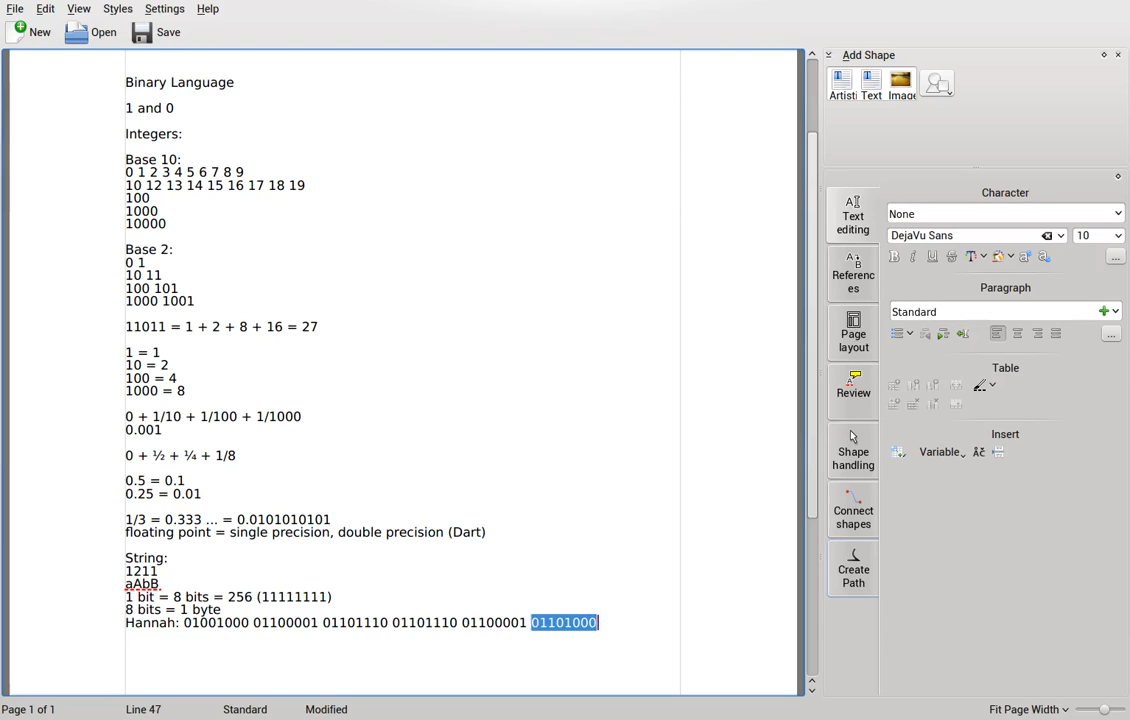 File Edit View Styles Settings Help
New Open Save
Binary Language
1 and 0
Integers:
Base 10:
0 1 2 3 4 5 6 7 8 9
10 12 13 14 15 16 17 18 19
100
1000
10000
Base 2:
0 1
10 11
100 101
1000 1001
11011 = 1 + 2 + 8 + 16 = 27
1 = 1
10 = 2
100 = 4
1000 = 8
0 + 1/10 + 1/100 + 1/1000
0.001
0 + ½ + ¼ + 1/8
0.5 = 0.1
0.25 = 0.01
1/3 = 0.333 ... = 0.0101010101
floating point = single precision, double precision (Dart)
String:
1211
aAbB
1 bit = 8 bits = 256 (11111111)
8 bits = 1 byte
Hannah: 01001000 01100001 01101110 01101110 01100001 01101000
Add Shape
Artisti Text Image
Text
editing
Referenc
es
Page
layout
Review
Shape
handling
Connect
shapes
Create
Path
Character
None
DejaVu Sans 10
...
Paragraph
Standard
...
Table
Insert
Variable
Page 1 of 1 Line 47 Standard Modified Fit Page Width